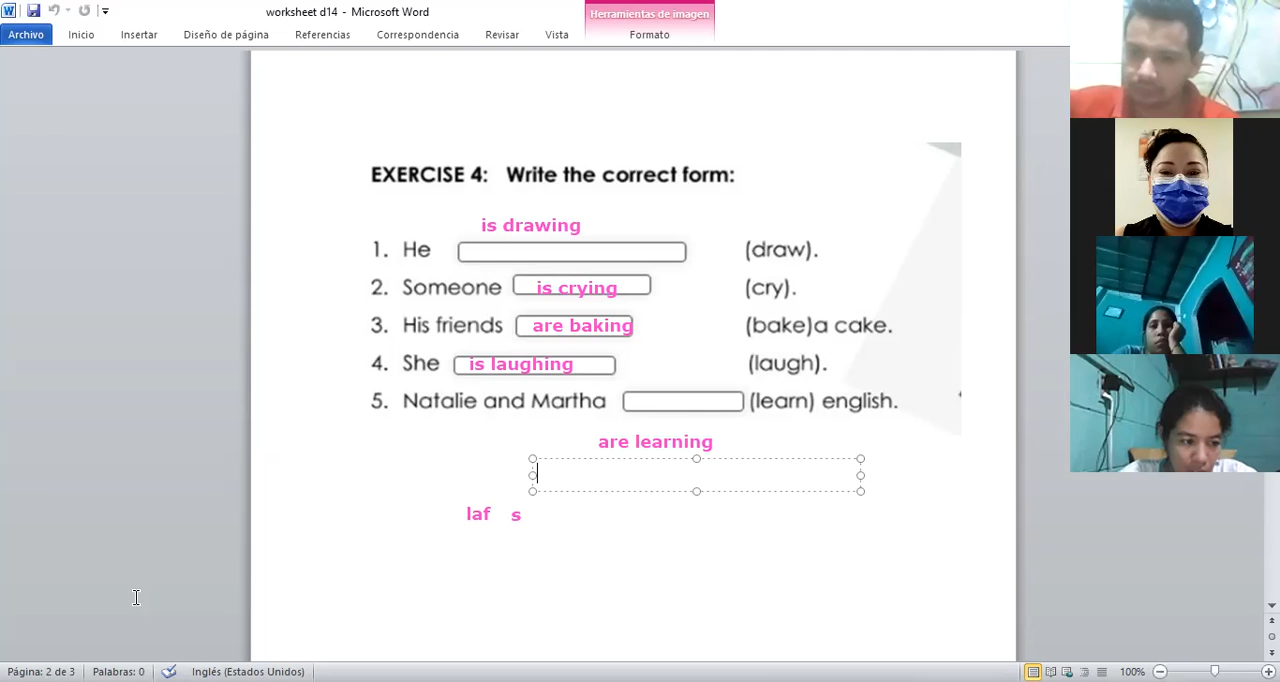 worksheet d14 - Microsoft Word
Herramientas de imagen
Archivo Inicio Insertar Diseño de página Referencias Correspondencia Revisar Vista Formato
EXERCISE 4: Write the correct form:
is drawing
1. He (draw).
2. Someone is crying (cry).
3. His friends are baking (bake)a cake.
4. She is laughing (laugh).
5. Natalie and Martha (learn) english.
are learning
laf s
Página: 2 de 3 Palabras: 0 Inglés (Estados Unidos) 100%